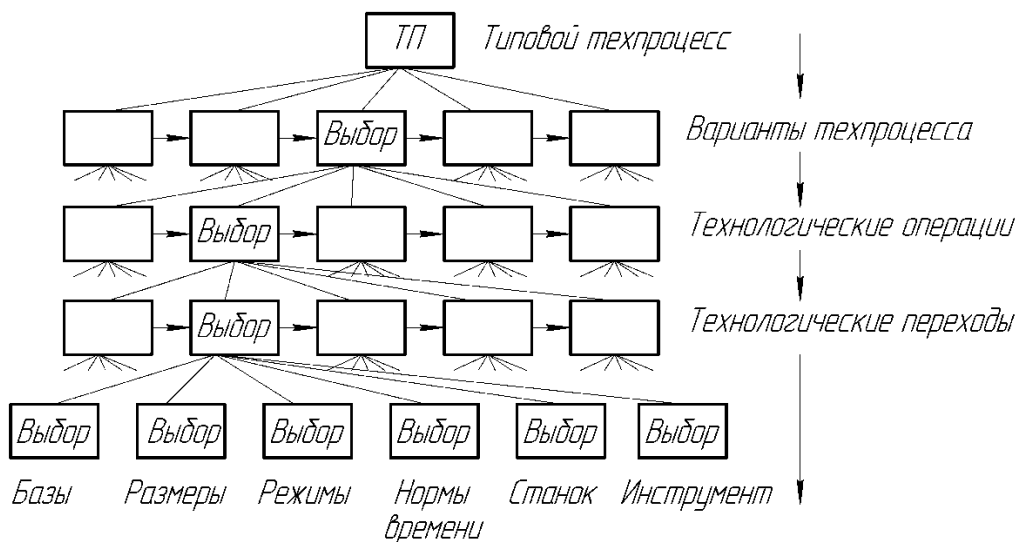 ТП Типовой техпроцесс
Выбор Варианты техпроцесса
Выбор Технологические операции
Выбор Технологические переходы
Выбор Выбор Выбор Выбор Выбор Выбор
Базы Размеры Режимы Нормы Станок Инструмент
времени